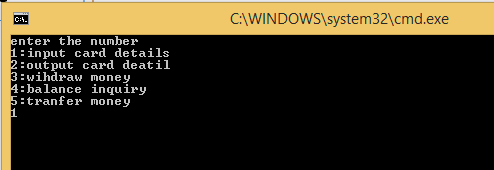 C:\WINDOWS\system32\cmd.exe
enter the number
1:input card details
2:output card deatil
3:wihdraw money
4:balance inquiry
5:tranfer money
1